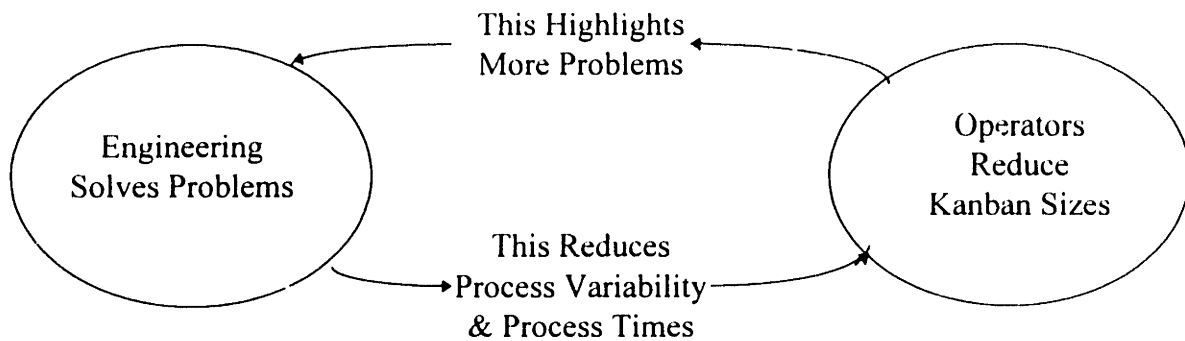 This Highlights
More Problems
Engineering
Solves Problems
Operators
Reduce
Kanban Sizes
This Reduces
Process Variability
& Process Times